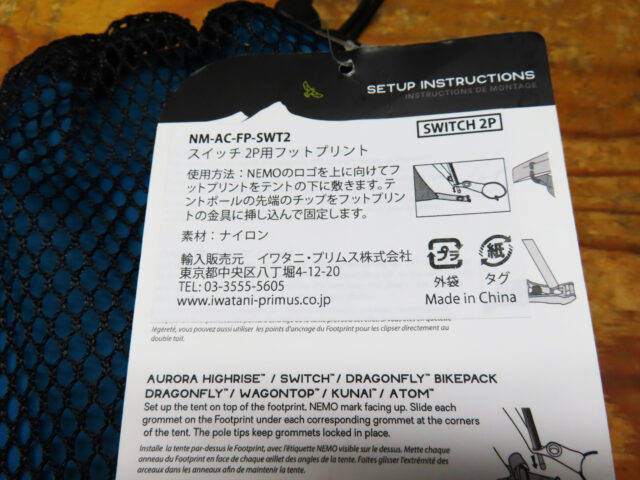 SETUP INSTRUCTIONS
INSTRUCTIONS DE MONTAGE
NM-AC-FP-SWT2
SWITCH 2P
スイッチ 2P用フットプリント
使用方法：NEMOのロゴを上に向けてフ
ットプリントをテントの下に敷きます。テ
ントポールの先端のチップをフットプリン
トの金具に挿し込んで固定します。
素材：ナイロン
輸入販売元　イワタニ・プリムス株式会社
東京都中央区八丁堀4-12-20
TEL: 03-3555-5605
www.iwatani-primus.co.jp
プラ
外袋
紙
タグ
Made in China
légèreté, vous pouvez aussi utiliser les points d'ancrage du Footprint pour les clipser directement au
double toit.
AURORA HIGHRISE™ / SWITCH™/ DRAGONFLY™ BIKEPACK
DRAGONFLY™/ WAGONTOP™/ KUNAI™/ ATOM™
Set up the tent on top of the footprint. NEMO mark facing up. Slide each
grommet on the Footprint under each corresponding grommet at the corners
of the tent. The pole tips keep grommets locked in place.
Installe la tente par-dessus le Footprint, avec l'étiquette NEMO visible sur le dessus. Mette chaque
anneau du Footprint en face de chaque œillet des angles de la tente. Faites glisser l'extrémité des
arceaux dans les anneaux afin de maintenir la tente.